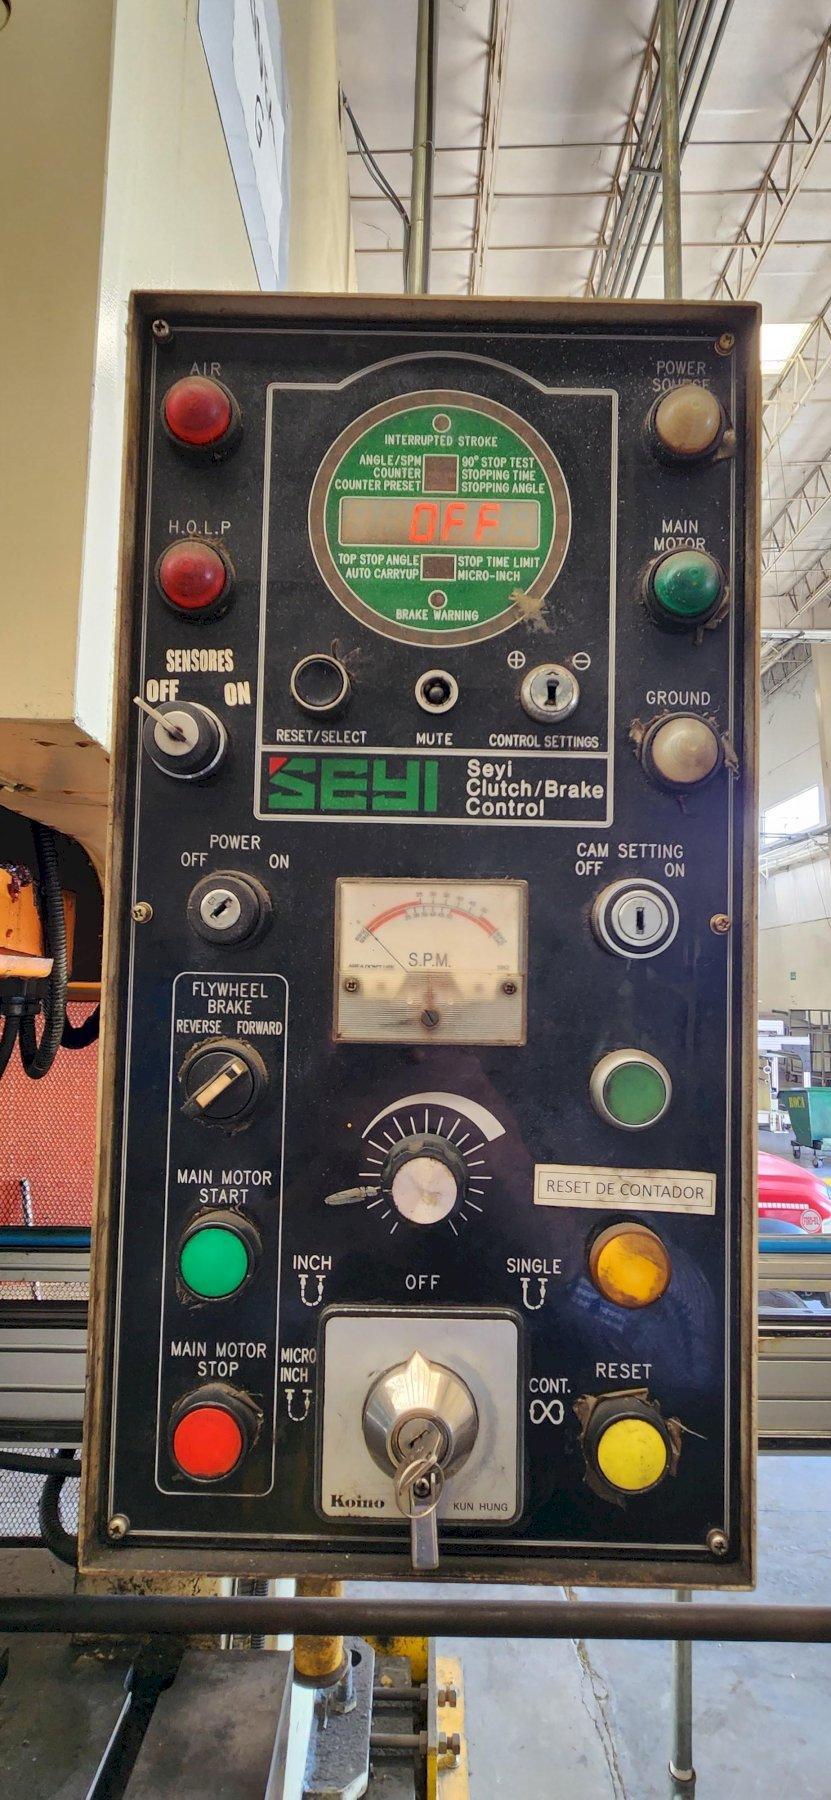 AIR
POWER
SOURCE
INTERRUPTED STROKE
ANGLE/SPM
COUNTER
COUNTER PRESET
90° STOP TEST
STOPPING TIME
STOPPING ANGLE
OFF
H.O.L.P
MAIN
MOTOR
TOP STOP ANGLE
AUTO CARRYUP
STOP TIME LIMIT
MICRO-INCH
BRAKE WARNING
SENSORES
OFF ON
GROUND
RESET/SELECT
MUTE
CONTROL SETTINGS
SEYI
Seyi
Clutch/Brake
Control
POWER
OFF ON
CAM SETTING
OFF ON
S.P.M.
FLYWHEEL
BRAKE
REVERSE FORWARD
MAIN MOTOR
START
RESET DE CONTADOR
INCH
OFF
SINGLE
MAIN MOTOR
STOP
MICRO
INCH
CONT.
RESET
Koino
KUN HUNG